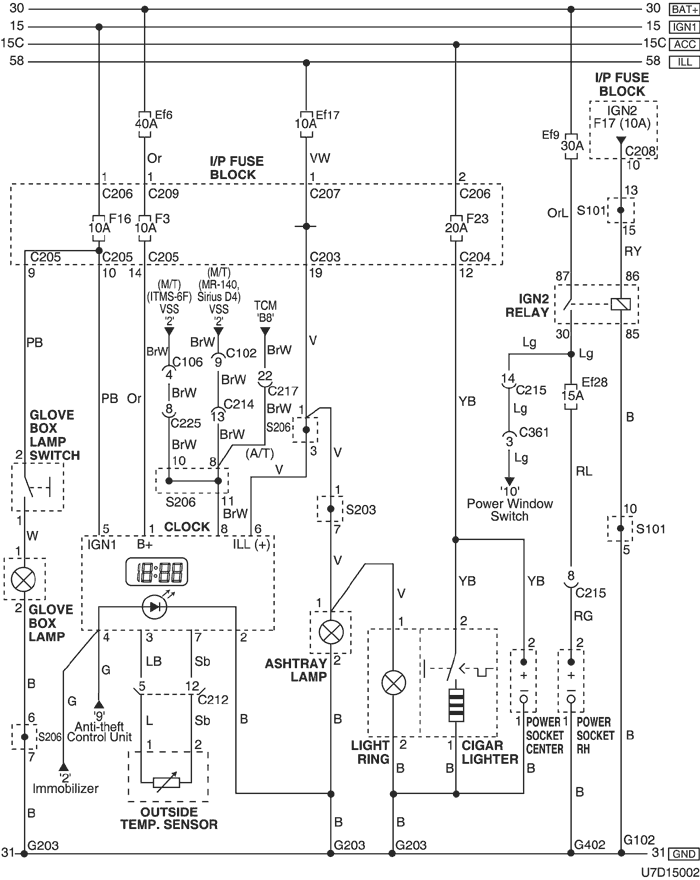 30 30 BAT+
15 15 IGN1
15C 15C ACC
58 58 ILL
I/P FUSE
BLOCK
IGN2
F17 (10A)
Ef6
40A
Ef17
10A
Ef9
30A
C208
10
Or
VW
I/P FUSE
BLOCK
1 1 1 2
C206 C209 C207 C206
13
S101
15
OrL
F16
10A
F3
10A
F23
20A
RY
C205 C205 C205 C203 C204
9 10 14 19 12
87 86
(M/T)
(ITMS-6F)
VSS
'2'
(M/T)
(MR-140,
Sirius D4)
VSS
'2'
TCM
'B8'
IGN2
RELAY
30 85
PB
BrW BrW BrW
V
Lg Lg
C106
4
C102
9
22
C217
14
C215
Ef28
15A
PB Or
BrW BrW BrW
YB
Lg
B
GLOVE
BOX
LAMP
SWITCH
8
C225
C214
13
1
S206
3
C361
3
BrW BrW
(A/T)
V
Lg
2
10 8
V
RL
'10'
Power Window
Switch
S206
11
BrW
1
S203
7
10
S101
5
1
W
CLOCK
5 1 8 6
IGN1 B+ ILL (+)
1
18:88
V
V
YB YB
8
C215
2
GLOVE
BOX
LAMP
1
1
2
RG
4 3 7 2
ASHTRAY
LAMP
2
2 2
B
G G
LB Sb
5 12
C212
+
−
+
−
6
S206
7
'9'
Anti-theft
Control Unit
L Sb
B
B
1 1
POWER
SOCKET
CENTER
POWER
SOCKET
RH
1 2
LIGHT
RING
2
1
CIGAR
LIGHTER
B
'2'
Immobilizer
B B B
B
OUTSIDE
TEMP. SENSOR
B
B B
31 G203 G203 G203 G402 G102 31 GND
U7D15002